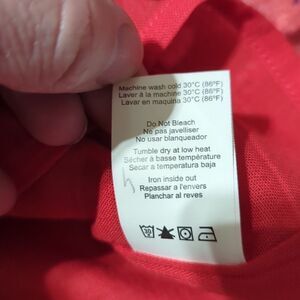 Machine wash cold 30°C (86°F)
Laver à la machine 30°C (86°F)
Lavar en maquina 30°C (86°F)
Do Not Bleach
Ne pas javelliser
No usar blanqueador
Tumble dry at low heat
Sécher à basse température
Secar a temperatura baja
Iron inside out
Repassar a l'envers
Planchar al reves
30